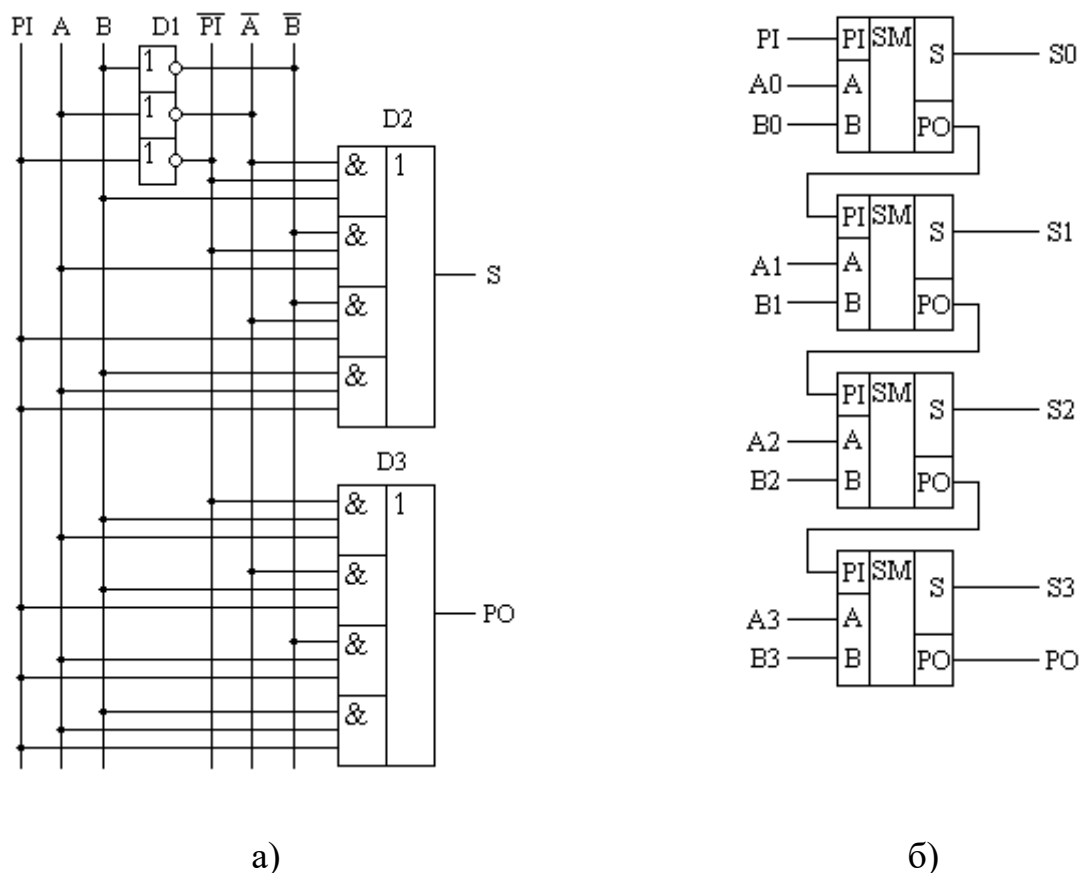 PI A B D1 P̅I̅ A̅ B̅
1
1
1
D2
& 1
&
&
&
S
D3
& 1
&
&
&
PO
а)
PI PI SM S S0
A0 A
B0 B PO
PI SM S S1
A1 A
B1 B PO
PI SM S S2
A2 A
B2 B PO
PI SM S S3
A3 A
B3 B PO PO
б)